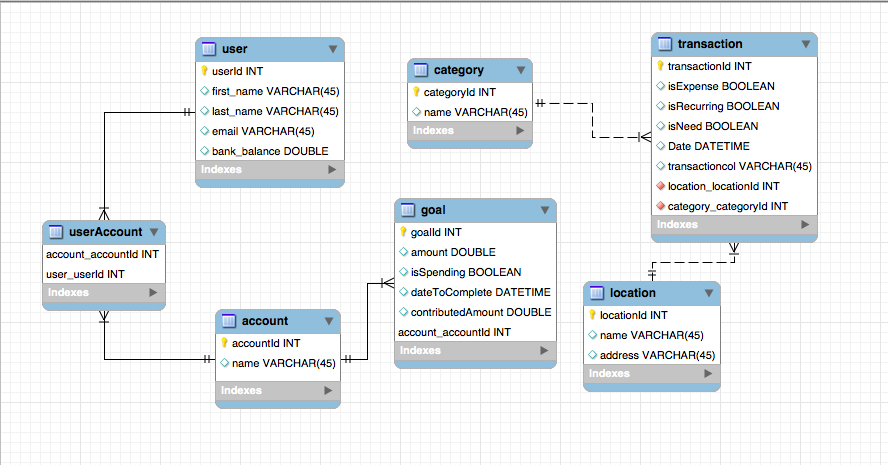 user
userId INT
first_name VARCHAR(45)
last_name VARCHAR(45)
email VARCHAR(45)
bank_balance DOUBLE
Indexes
category
categoryId INT
name VARCHAR(45)
Indexes
transaction
transactionId INT
isExpense BOOLEAN
isRecurring BOOLEAN
isNeed BOOLEAN
Date DATETIME
transactioncol VARCHAR(45)
location_locationId INT
category_categoryId INT
Indexes
userAccount
account_accountId INT
user_userId INT
Indexes
goal
goalId INT
amount DOUBLE
isSpending BOOLEAN
dateToComplete DATETIME
contributedAmount DOUBLE
account_accountId INT
Indexes
account
accountId INT
name VARCHAR(45)
Indexes
location
locationId INT
name VARCHAR(45)
address VARCHAR(45)
Indexes